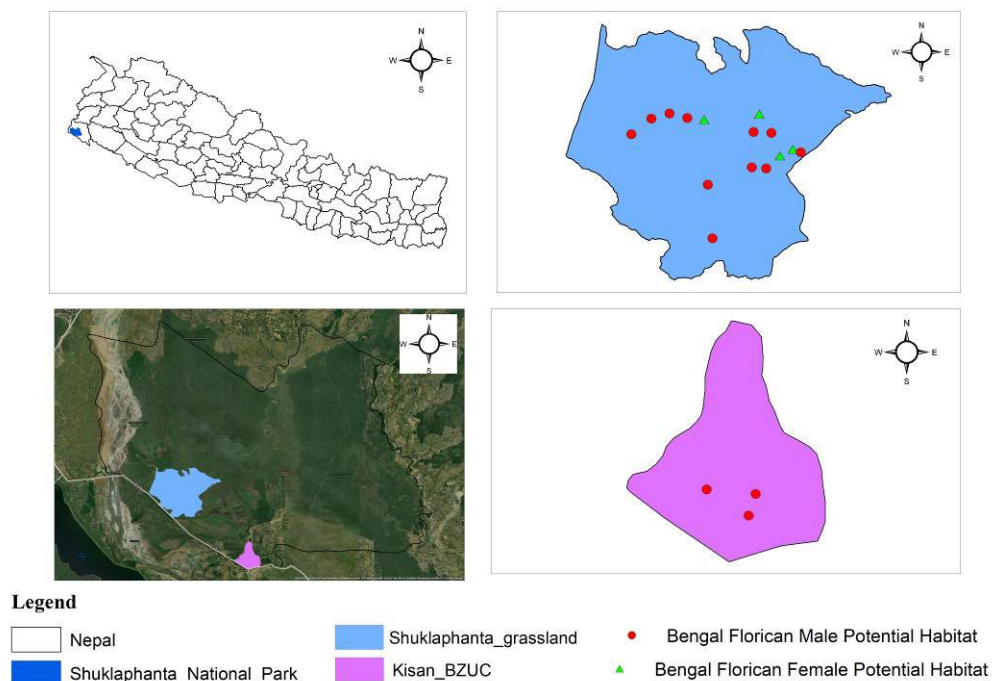 N
W E
S
N
W E
S
N
W E
S
N
W E
S
Legend
Nepal
Shuklaphanta_National_Park
Shuklaphanta_grassland
Kisan_BZUC
Bengal Florican Male Potential Habitat
Bengal Florican Female Potential Habitat